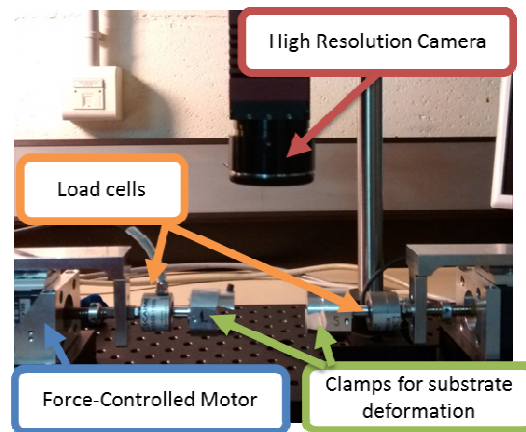 High Resolution Camera
Load cells
Force-Controlled Motor
Clamps for substrate
deformation